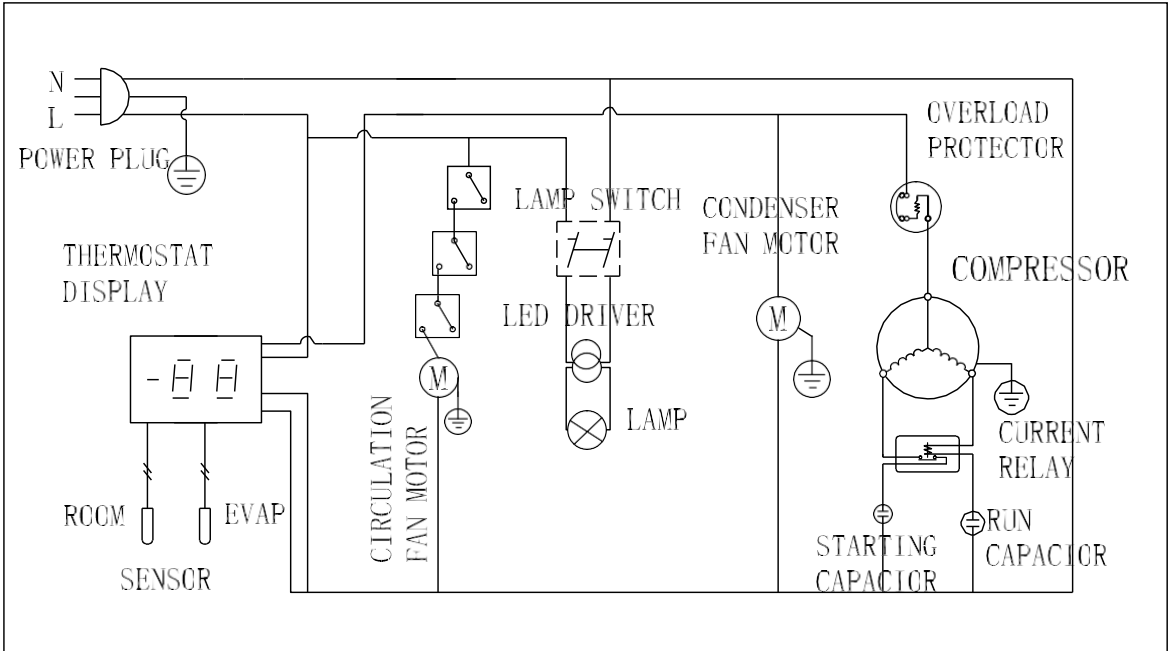 N
L
POWER PLUG
OVERLOAD
PROTECTOR
LAMP SWITCH
CONDENSER
FAN MOTOR
THERMOSTAT
DISPLAY
COMPRESSOR
LED DRIVER
M
M
LAMP
CIRCULATION
FAN MOTOR
CURRENT
RELAY
ROOM
EVAP
SENSOR
STARTING
CAPACIOR
RUN
CAPACIOR